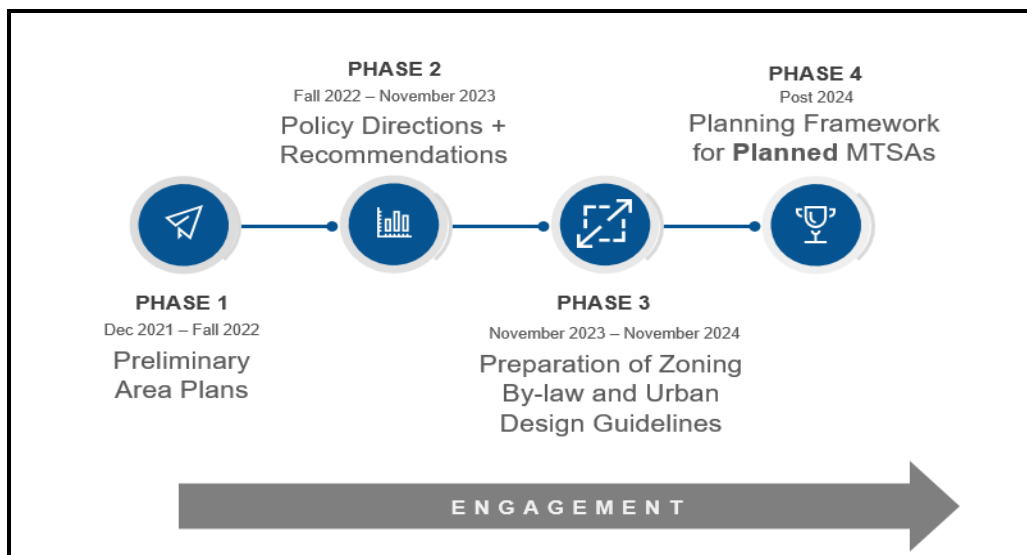 PHASE 1
Dec 2021 – Fall 2022
Preliminary
Area Plans
PHASE 2
Fall 2022 – November 2023
Policy Directions +
Recommendations
PHASE 3
November 2023 – November 2024
Preparation of Zoning
By-law and Urban
Design Guidelines
PHASE 4
Post 2024
Planning Framework
for Planned MTSAs
ENGAGEMENT